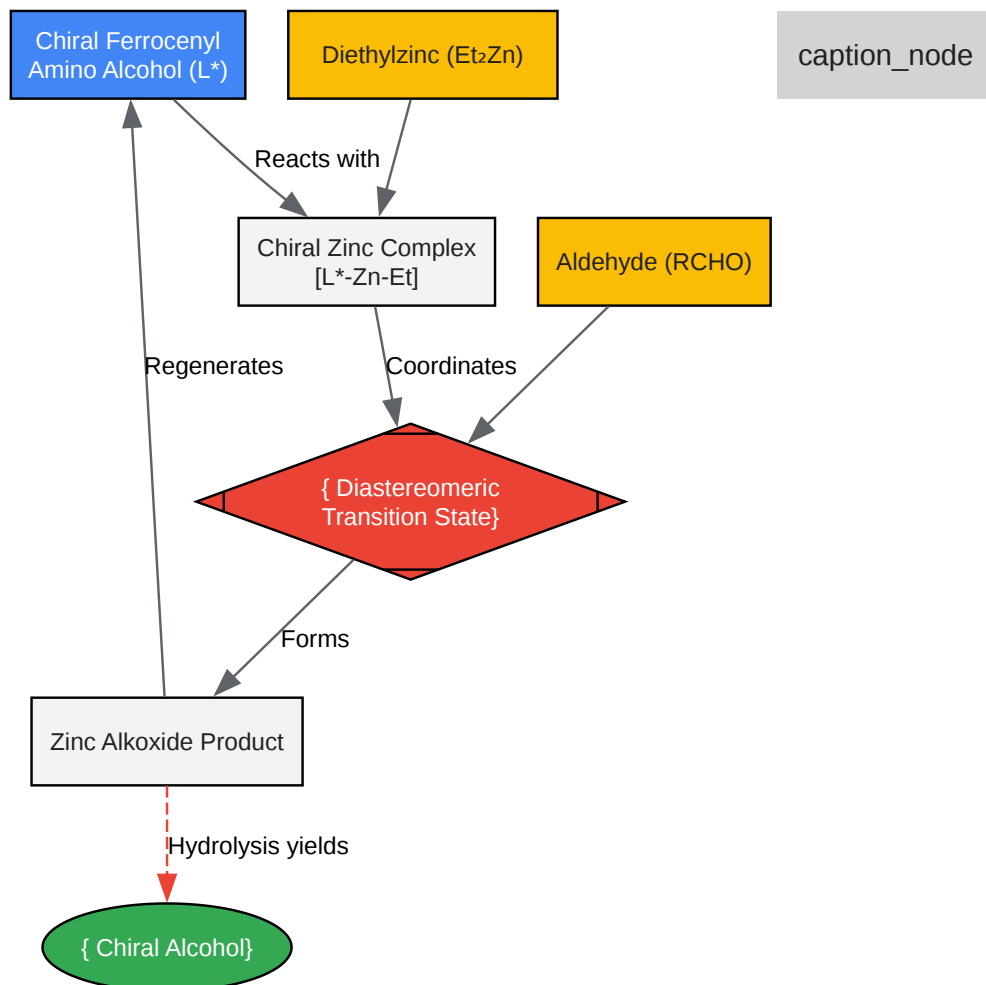 Chiral Ferrocenyl
Amino Alcohol (L*)
Diethylzinc (Et₂Zn)
caption_node
Reacts with
Chiral Zinc Complex
[L*-Zn-Et]
Aldehyde (RCHO)
Regenerates
Coordinates
{ Diastereomeric
Transition State}
Forms
Zinc Alkoxide Product
Hydrolysis yields
{ Chiral Alcohol}